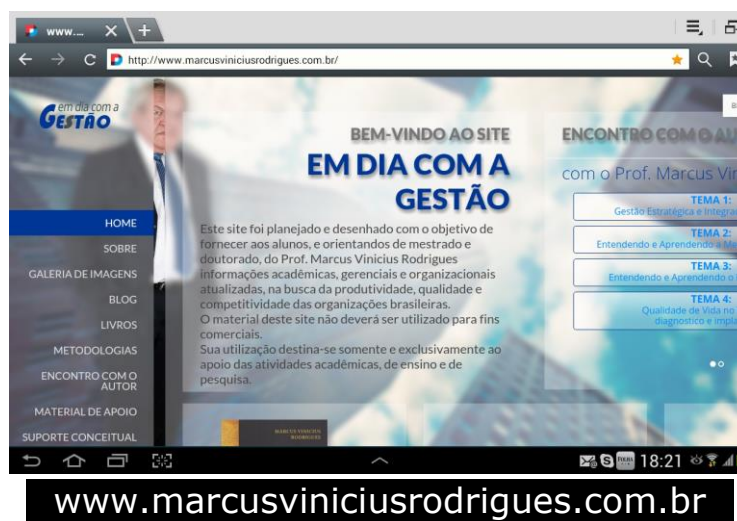 www....
http://www.marcusviniciusrodrigues.com.br/
em dia com a
GESTÃO
BEM-VINDO AO SITE
EM DIA COM A
GESTÃO
Este site foi planejado e desenhado com o objetivo de
fornecer aos alunos, e orientandos de mestrado e
doutorado, do Prof. Marcus Vinicius Rodrigues
informações acadêmicas, gerenciais e organizacionais
atualizadas, na busca da produtividade, qualidade e
competitividade das organizações brasileiras.
O material deste site não deverá ser utilizado para fins
comerciais.
Sua utilização destina-se somente e exclusivamente ao
apoio das atividades acadêmicas, de ensino e de
pesquisa.
HOME
SOBRE
GALERIA DE IMAGENS
BLOG
LIVROS
METODOLOGIAS
ENCONTRO COM O
AUTOR
MATERIAL DE APOIO
SUPORTE CONCEITUAL
ENCONTRO COM O AU
com o Prof. Marcus Vin
TEMA 1:
Gestão Estratégica e Integra
TEMA 2:
Entendendo e Aprendendo a M
TEMA 3:
Entendendo e Aprendendo o
TEMA 4:
Qualidade de Vida no
diagnostico e impla
MARCUS VINICIUS
RODRIGUES
18:21
www.marcusviniciusrodrigues.com.br